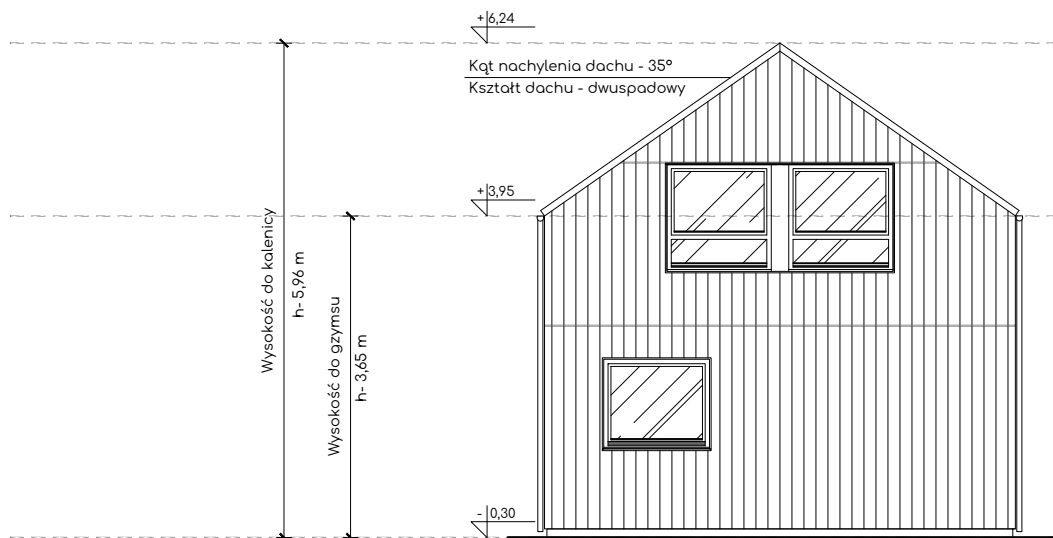 +6,24
Kąt nachylenia dachu - 35°
Kształt dachu - dwuspadowy
+3,95
Wysokość do kalenicy
h- 5,96 m
Wysokość do gzymsu
h- 3,65 m
- 0,30